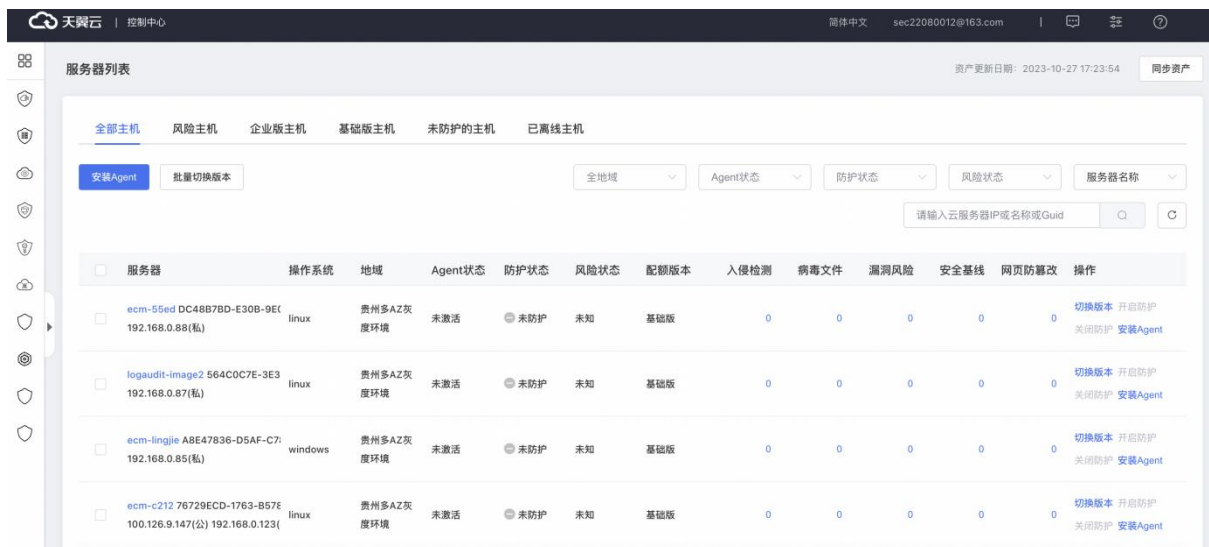 天翼云 | 控制中心 简体中文 sec22080012@163.com |
服务器列表 资产更新日期: 2023-10-27 17:23:54 同步资产
全部主机 风险主机 企业版主机 基础版主机 未防护的主机 已离线主机
安装Agent 批量切换版本 全地域 Agent状态 防护状态 风险状态 服务器名称
请输入云服务器IP或名称或Guid
服务器 操作系统 地域 Agent状态 防护状态 风险状态 配额版本 入侵检测 病毒文件 漏洞风险 安全基线 网页防篡改 操作
ecm-55ed DC48B7BD-E30B-9E( 贵州多AZ灰 切换版本 开启防护
linux 未激活 未防护 未知 基础版 0 0 0 0 0
192.168.0.88(私) 度环境 关闭防护 安装Agent
logaudit-image2 564C0C7E-3E3 贵州多AZ灰 切换版本 开启防护
linux 未激活 未防护 未知 基础版 0 0 0 0 0
192.168.0.87(私) 度环境 关闭防护 安装Agent
ecm-lingjie A8E47836-D5AF-C7 贵州多AZ灰 切换版本 开启防护
windows 未激活 未防护 未知 基础版 0 0 0 0 0
192.168.0.85(私) 度环境 关闭防护 安装Agent
ecm-c212 76729ECD-1763-B578 贵州多AZ灰 切换版本 开启防护
linux 未激活 未防护 未知 基础版 0 0 0 0 0
100.126.9.147(公) 192.168.0.123( 度环境 关闭防护 安装Agent